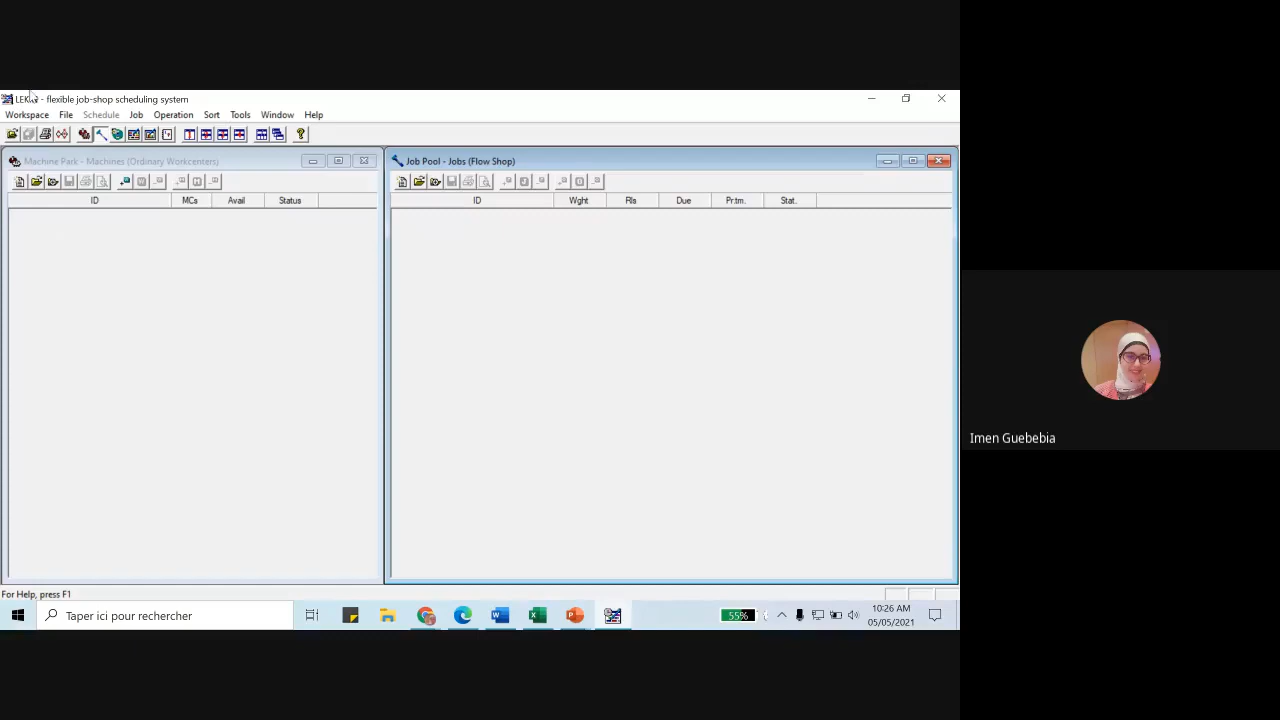 LEKIN - flexible job-shop scheduling system
Workspace File Schedule Job Operation Sort Tools Window Help
Machine Park - Machines (Ordinary Workcenters)
ID MCs Avail Status
Job Pool - Jobs (Flow Shop)
ID Wght Rls Due Pr.tm. Stat.
Imen Guebebia
For Help, press F1
Taper ici pour rechercher
55%
10:26 AM
05/05/2021